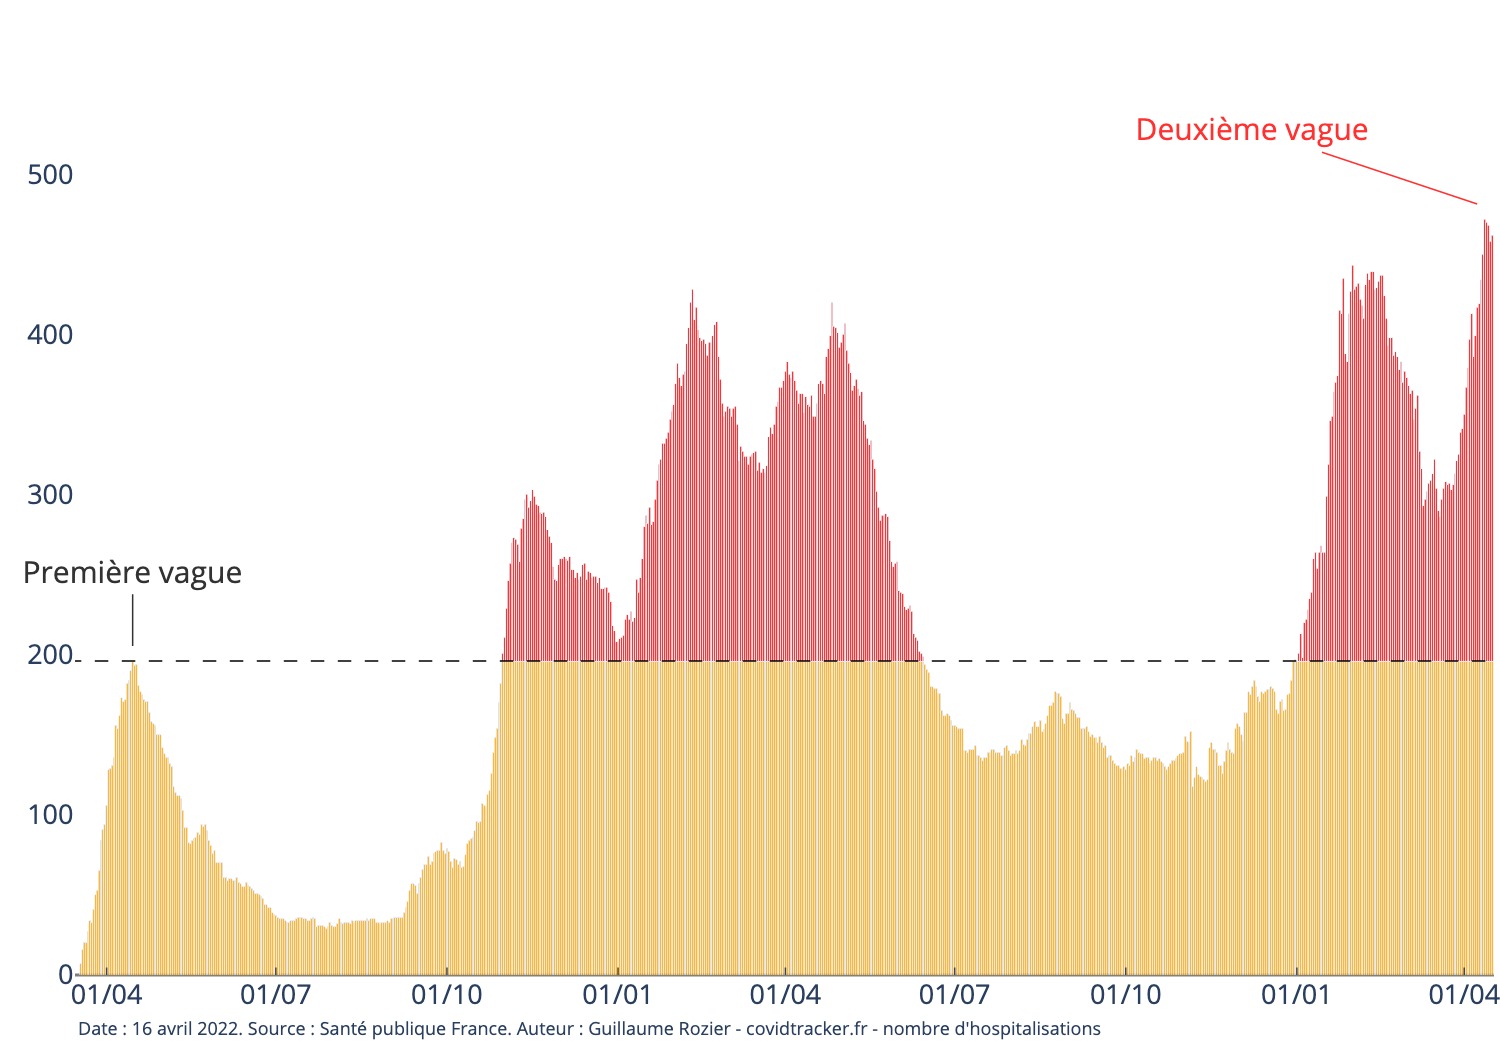 Deuxième vague
500
400
300
Première vague
200
100
0
01/04 01/07 01/10 01/01 01/04 01/07 01/10 01/01 01/04
Date : 16 avril 2022. Source : Santé publique France. Auteur : Guillaume Rozier - covidtracker.fr - nombre d'hospitalisations